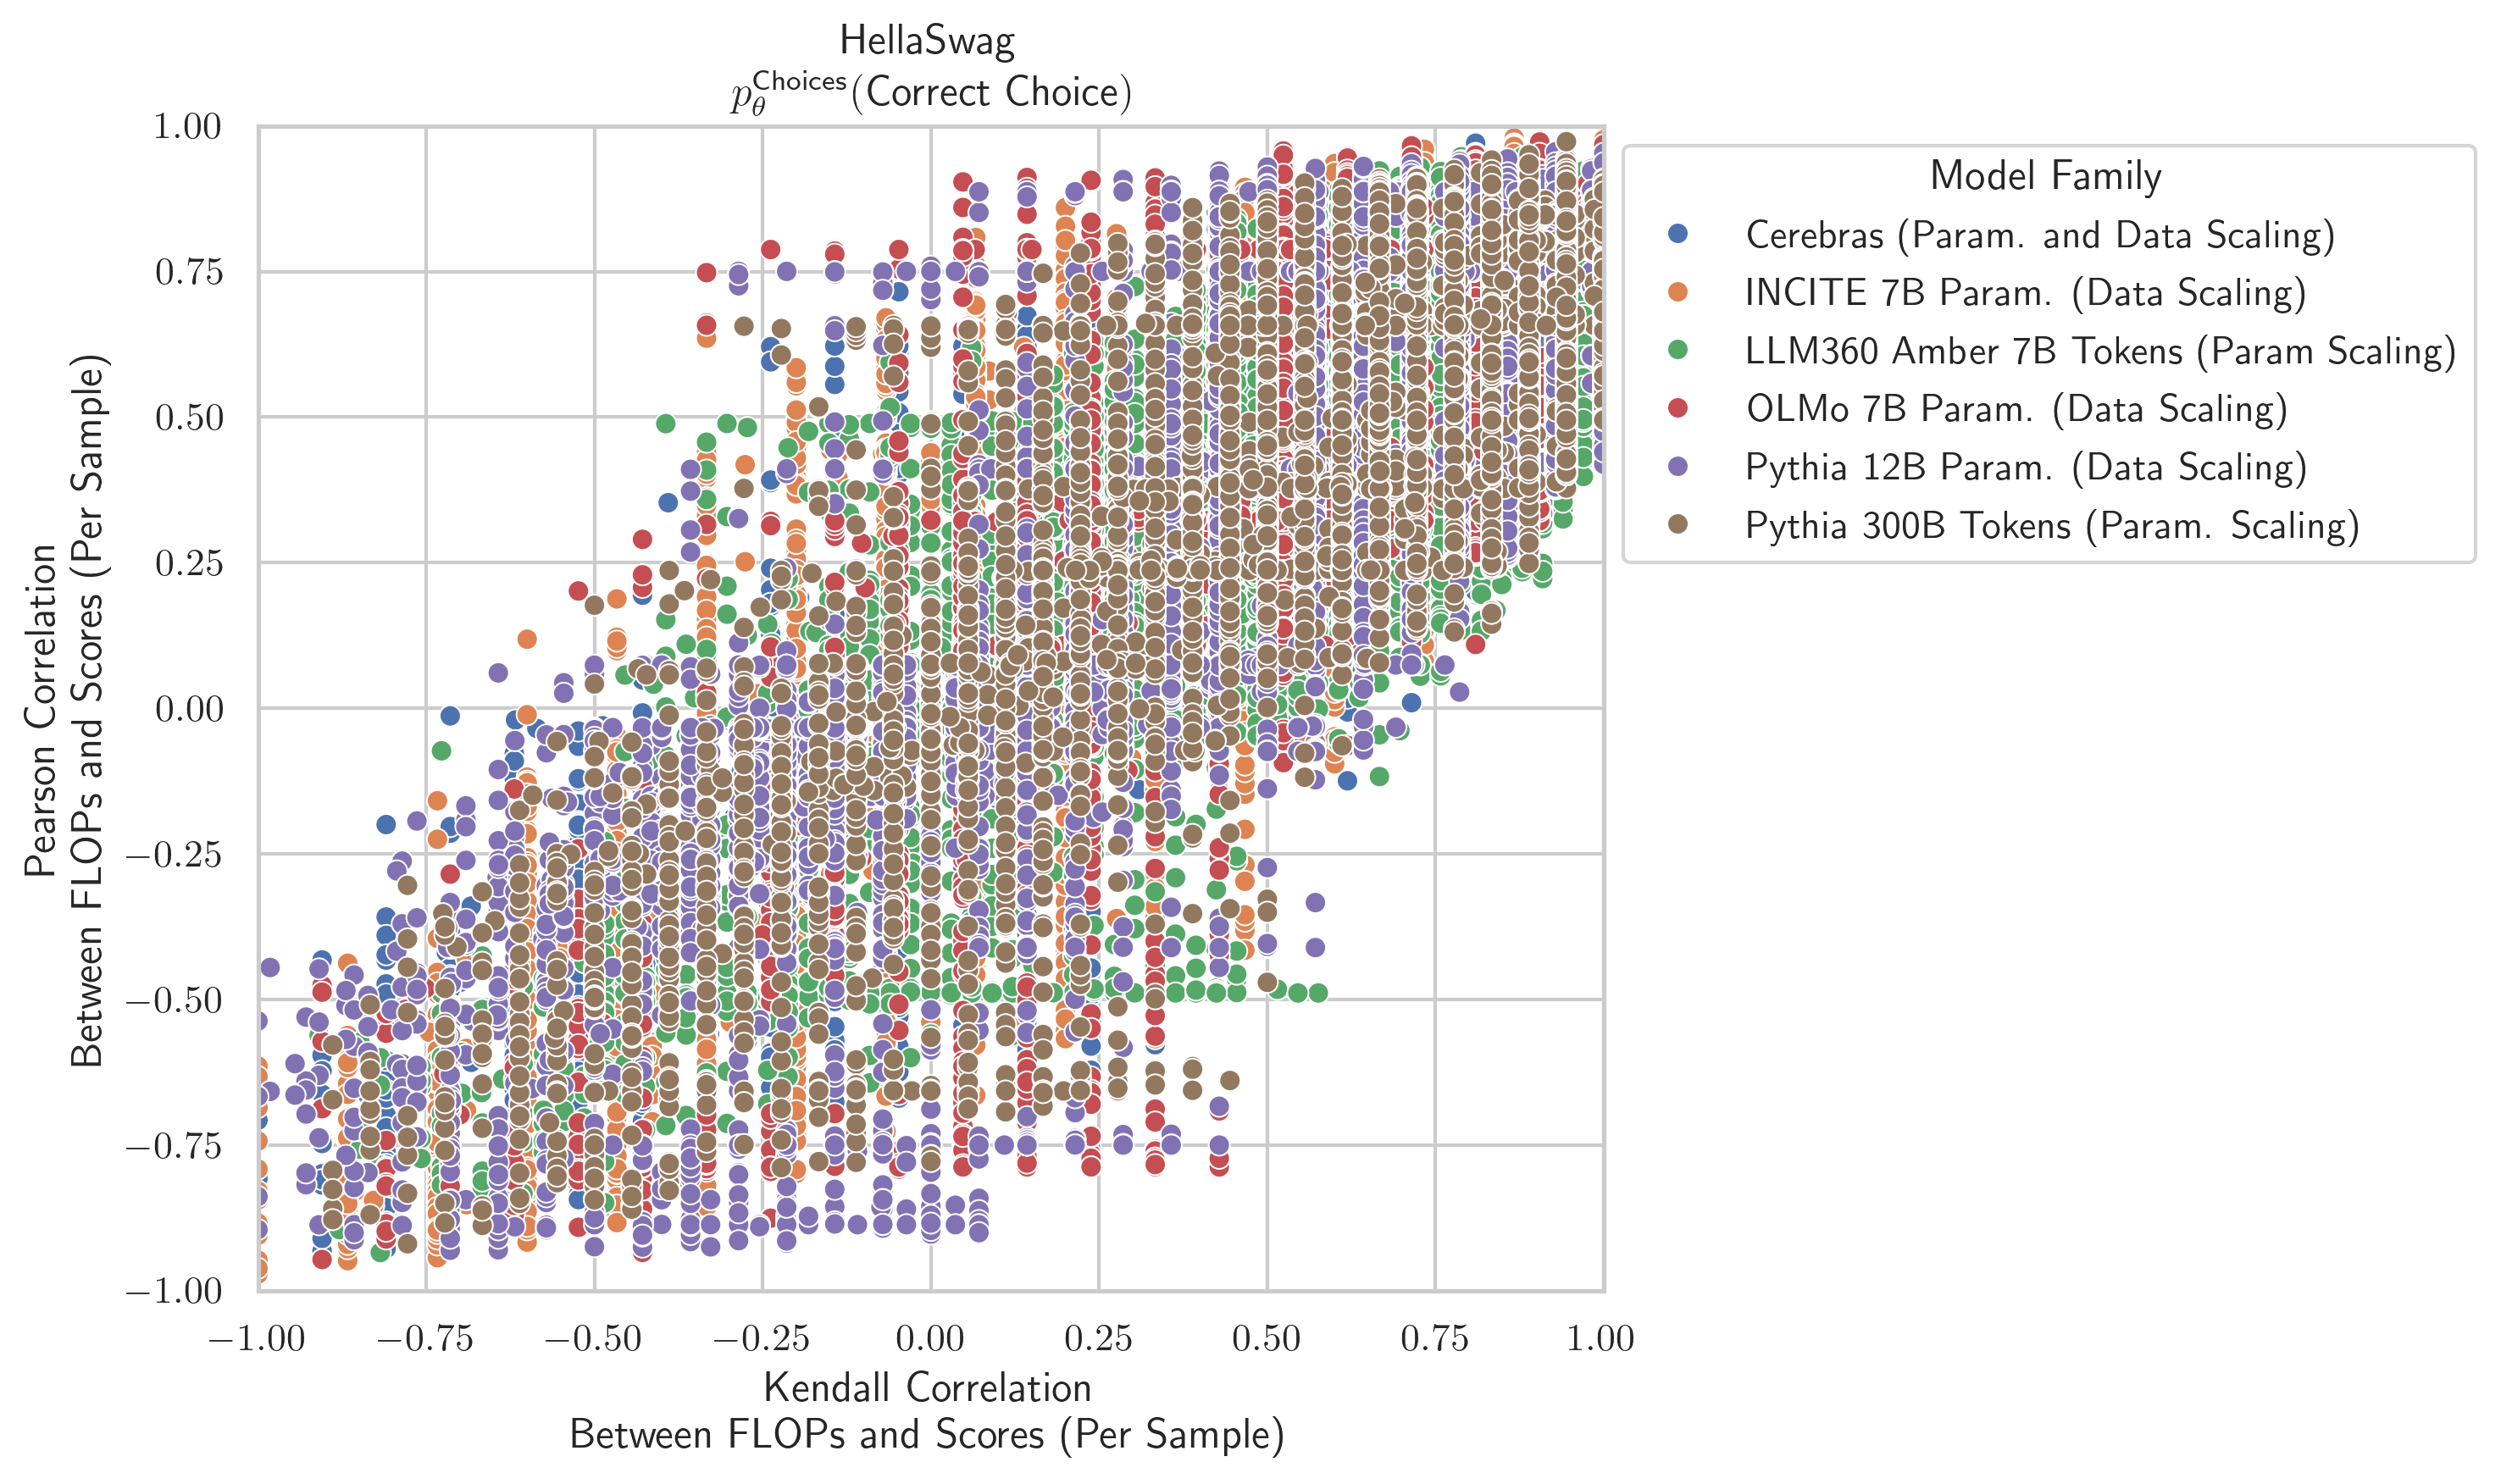 HellaSwag
p_θ^Choices(Correct Choice)
1.00
0.75
0.50
0.25
0.00
−0.25
−0.50
−0.75
−1.00
Pearson Correlation
Between FLOPs and Scores (Per Sample)
−1.00 −0.75 −0.50 −0.25 0.00 0.25 0.50 0.75 1.00
Kendall Correlation
Between FLOPs and Scores (Per Sample)
Model Family
Cerebras (Param. and Data Scaling)
INCITE 7B Param. (Data Scaling)
LLM360 Amber 7B Tokens (Param Scaling)
OLMo 7B Param. (Data Scaling)
Pythia 12B Param. (Data Scaling)
Pythia 300B Tokens (Param. Scaling)